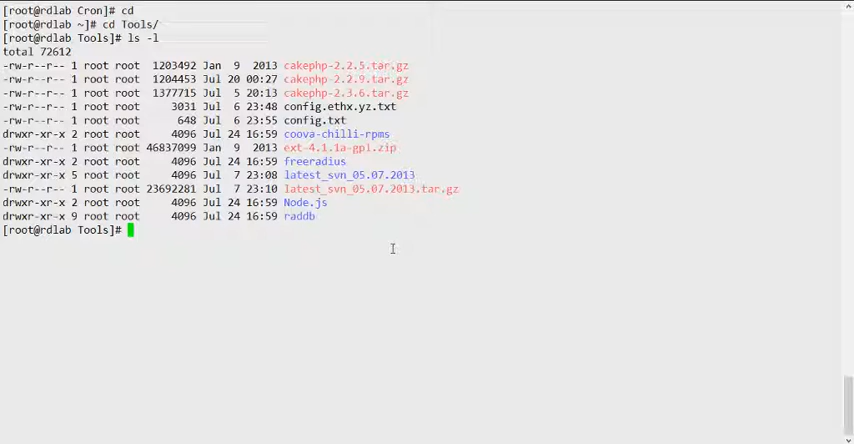 [root@rdlab Cron]# cd
[root@rdlab ~]# cd Tools/
[root@rdlab Tools]# ls -l
total 72612
-rw-r--r-- 1 root root  1203492 Jan  9  2013 cakephp-2.2.5.tar.gz
-rw-r--r-- 1 root root  1204453 Jul 20 00:27 cakephp-2.2.9.tar.gz
-rw-r--r-- 1 root root  1377715 Jul  5 20:13 cakephp-2.3.6.tar.gz
-rw-r--r-- 1 root root     3031 Jul  6 23:48 config.ethx.yz.txt
-rw-r--r-- 1 root root      648 Jul  6 23:55 config.txt
drwxr-xr-x 2 root root     4096 Jul 24 16:59 coova-chilli-rpms
-rw-r--r-- 1 root root 46837099 Jan  9  2013 ext-4.1.1a-gpl.zip
drwxr-xr-x 2 root root     4096 Jul 24 16:59 freeradius
drwxr-xr-x 5 root root     4096 Jul  7 23:08 latest_svn_05.07.2013
-rw-r--r-- 1 root root 23692281 Jul  7 23:10 latest_svn_05.07.2013.tar.gz
drwxr-xr-x 2 root root     4096 Jul 24 16:59 Node.js
drwxr-xr-x 9 root root     4096 Jul 24 16:59 raddb
[root@rdlab Tools]#